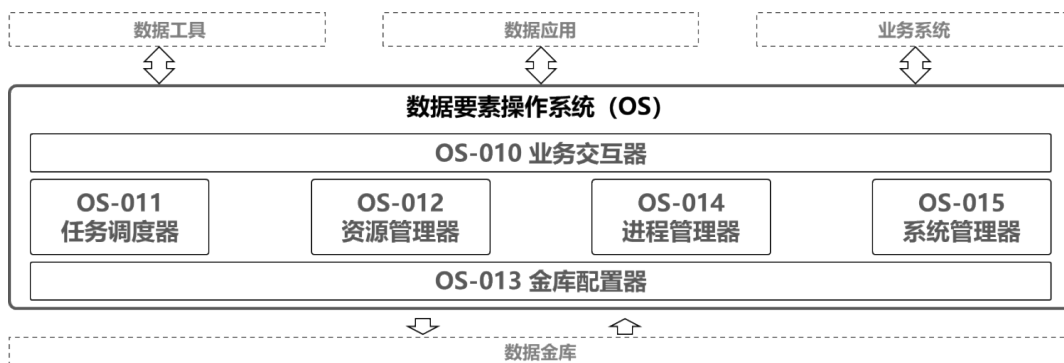 数据工具
数据应用
业务系统
数据要素操作系统（OS）
OS-010 业务交互器
OS-011
任务调度器
OS-012
资源管理器
OS-014
进程管理器
OS-015
系统管理器
OS-013 金库配置器
数据金库